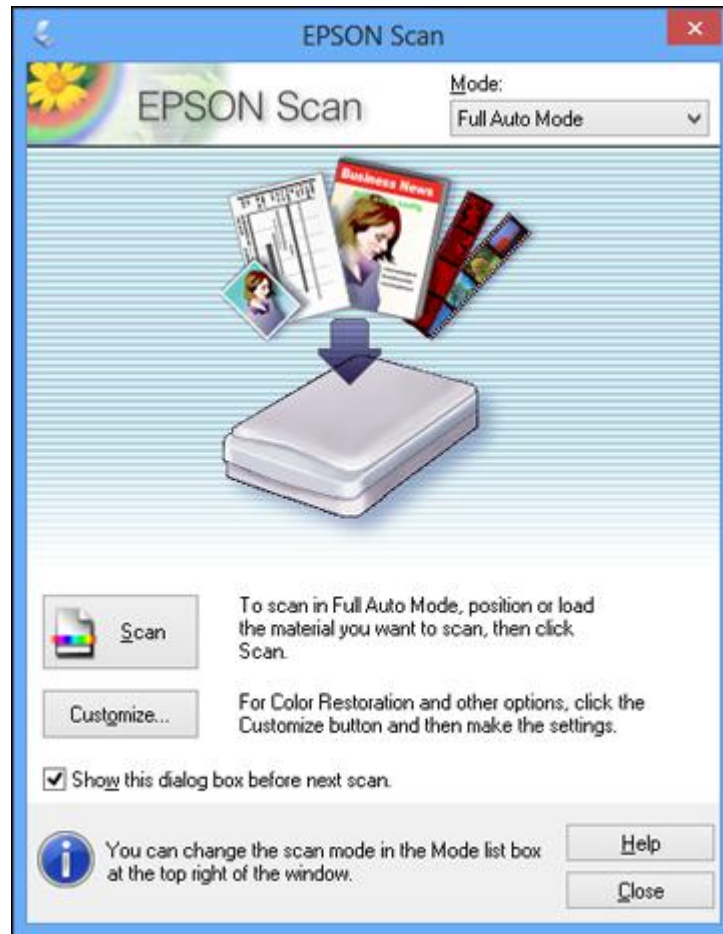 EPSON Scan
EPSON Scan
Mode:
Full Auto Mode
Business News
Scan
To scan in Full Auto Mode, position or load
the material you want to scan, then click
Scan.
Customize...
For Color Restoration and other options, click the
Customize button and then make the settings.
Show this dialog box before next scan.
You can change the scan mode in the Mode list box
at the top right of the window.
Help
Close